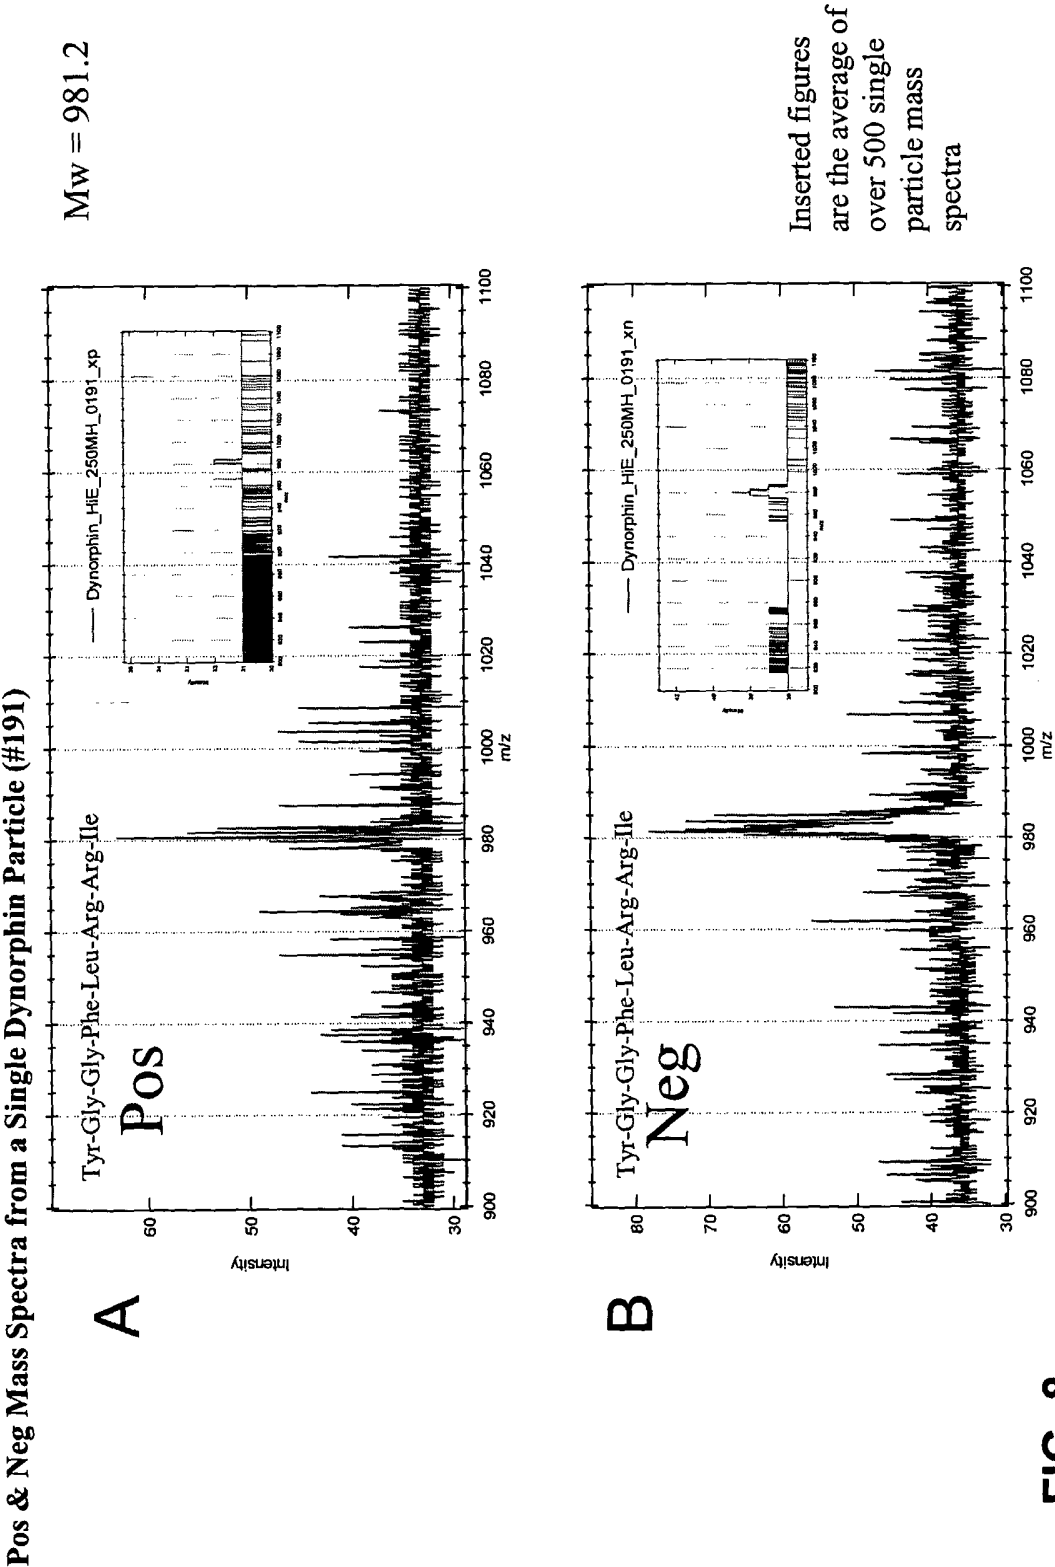 Pos & Neg Mass Spectra from a Single Dynorphin Particle (#191)
Mw = 981.2
A
Tyr-Gly-Gly-Phe-Leu-Arg-Arg-Ile
Pos
Dynorphin_HiE_250MH_0191_xp
Intensity
60
50
40
30
900
920
940
960
980
1000
1020
1040
1060
1080
1100
m/z
B
Tyr-Gly-Gly-Phe-Leu-Arg-Arg-Ile
Neg
Dynorphin_HiE_250MH_0191_xn
Intensity
80
70
60
50
40
30
900
920
940
960
980
1000
1020
1040
1060
1080
1100
m/z
Inserted figures
are the average of
over 500 single
particle mass
spectra